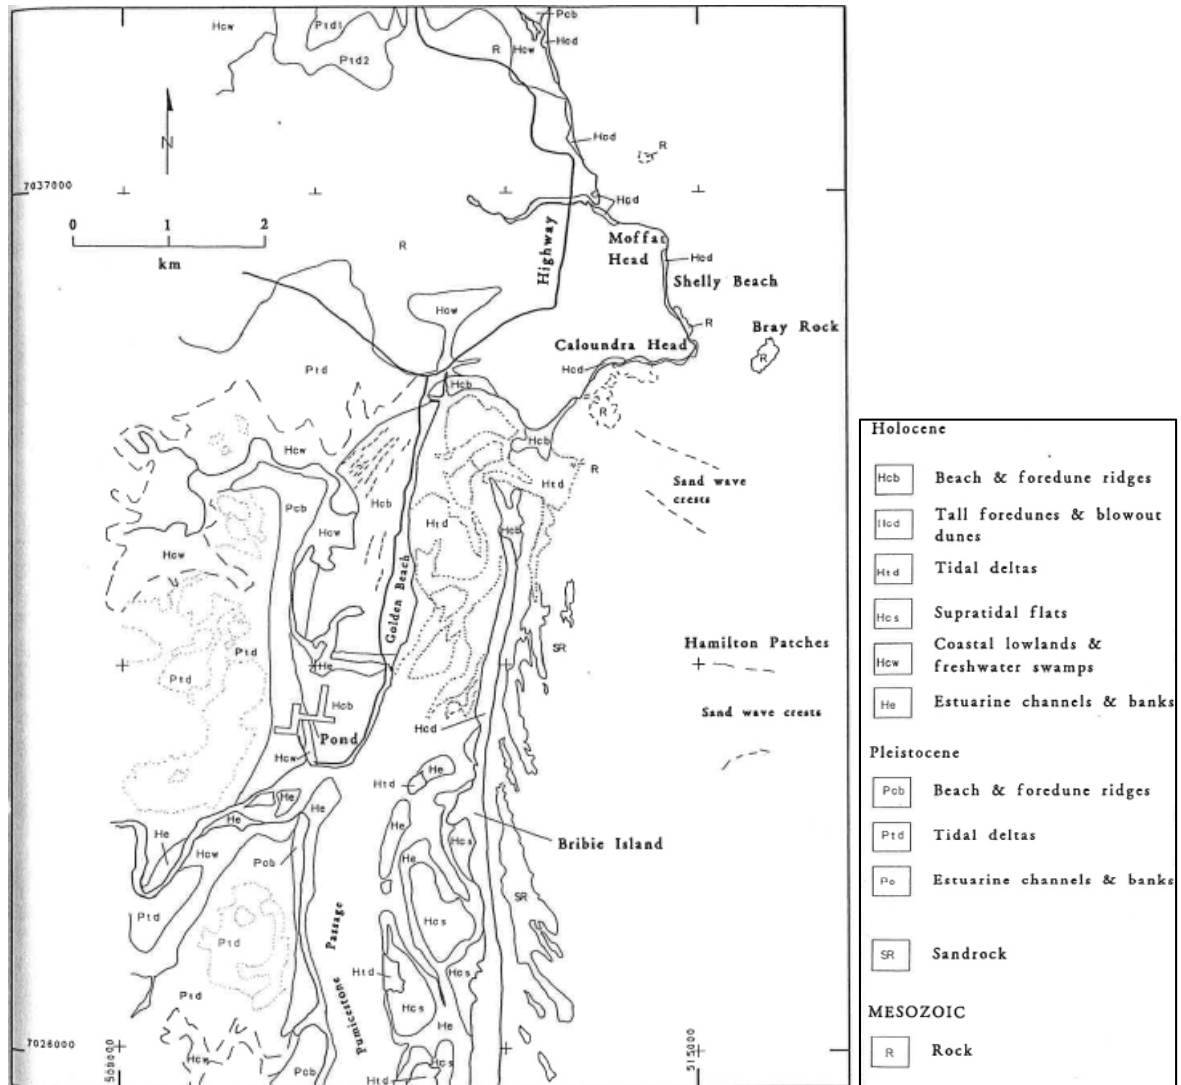 Hcw
Ptd1
Ptd2
R
Hcw
Pcb
Hcd
N
Hcd
R
7037000
Hcd
0 1 2
km
R
Highway
Moffat
Head
Hcd
Shelly Beach
R
Bray Rock
R
Hcw
Caloundra Head
Hcd
Ptd
Hcb
R
Hcb
R
Hcw
Sand wave
crests
Htd
Pcb
Hcb
Htd
Hcb
Hcw
Hcw
Golden Beach
Hamilton Patches
SR
Ptd
Ptd
He
Hcb
Sand wave crests
Hcd
Pond
Hcw
He
Htd
He
He
He
He
He
Hcs
Bribie Island
Hcw
Pcb
He
SR
Ptd
Hcs
Ptd
Passage
Htd
Hcs
Ptd
Hcs
He
Pumicestone
7026000
Hcw
Pcb
Hcs
Htd
509000
515000
Holocene
Hcb Beach & foredune ridges
Hcd Tall foredunes & blowout
dunes
Htd Tidal deltas
Hcs Supratidal flats
Hcw Coastal lowlands &
freshwater swamps
He Estuarine channels & banks
Pleistocene
Pcb Beach & foredune ridges
Ptd Tidal deltas
Estuarine channels & banks
SR Sandrock
MESOZOIC
R Rock